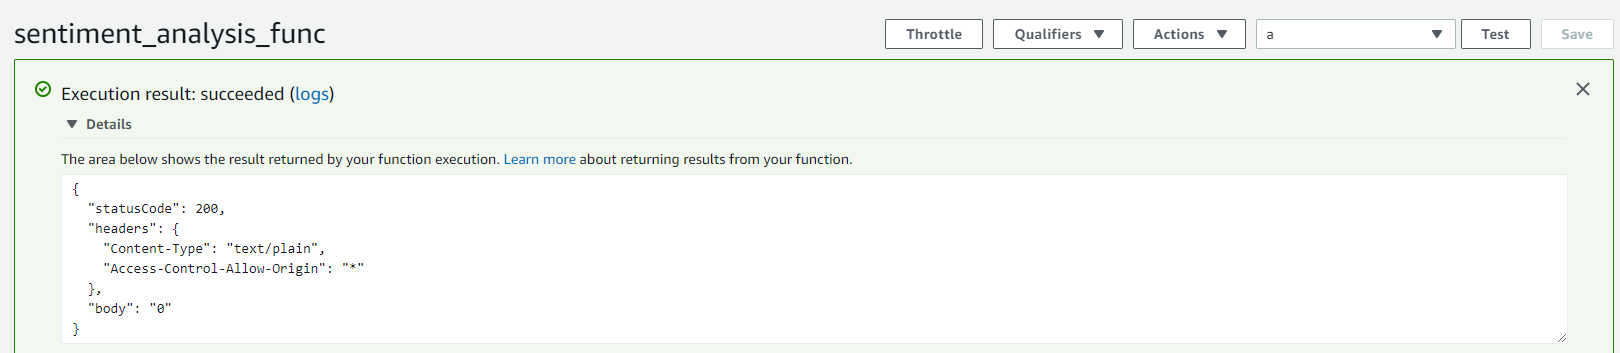 sentiment_analysis_func
Throttle Qualifiers Actions a Test Save
Execution result: succeeded (logs)
Details
The area below shows the result returned by your function execution. Learn more about returning results from your function.
{
  "statusCode": 200,
  "headers": {
    "Content-Type": "text/plain",
    "Access-Control-Allow-Origin": "*"
  },
  "body": "0"
}